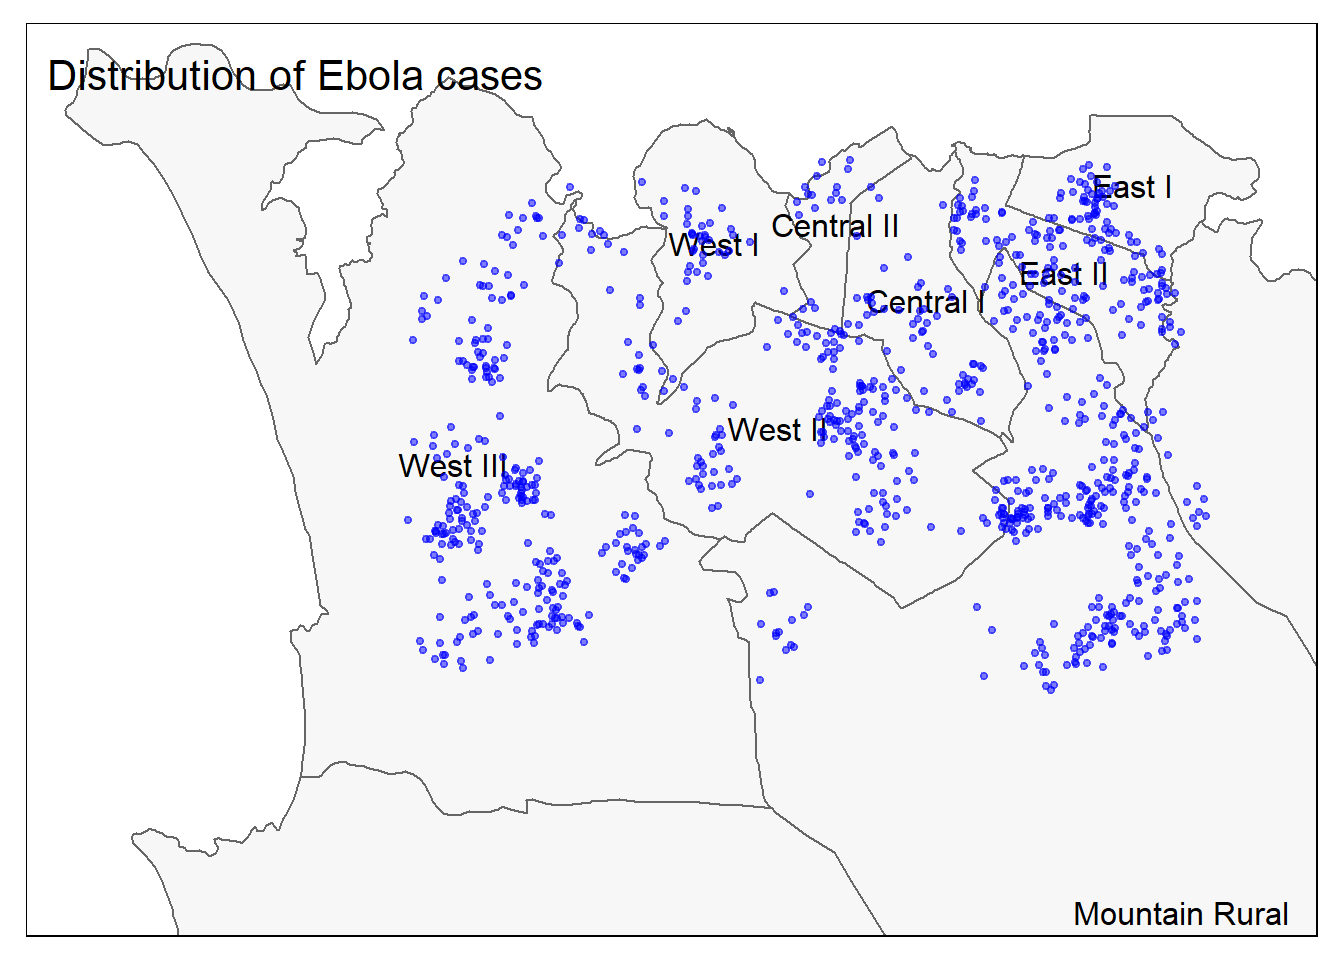 Distribution of Ebola cases
East I
Central II
West I
East II
Central I
West II
West III
Mountain Rural